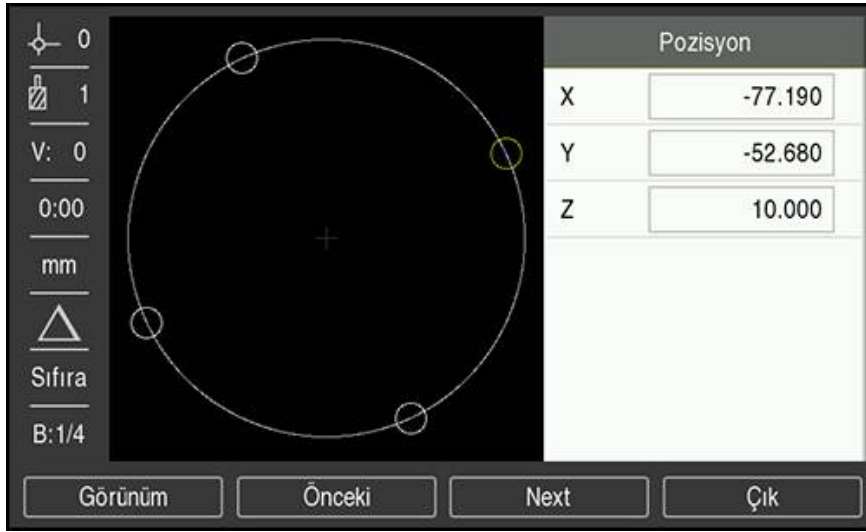 0
1
V: 0
0:00
mm
Sıfıra
B:1/4
Pozisyon
X -77.190
Y -52.680
Z 10.000
Görünüm Önceki Next Çık